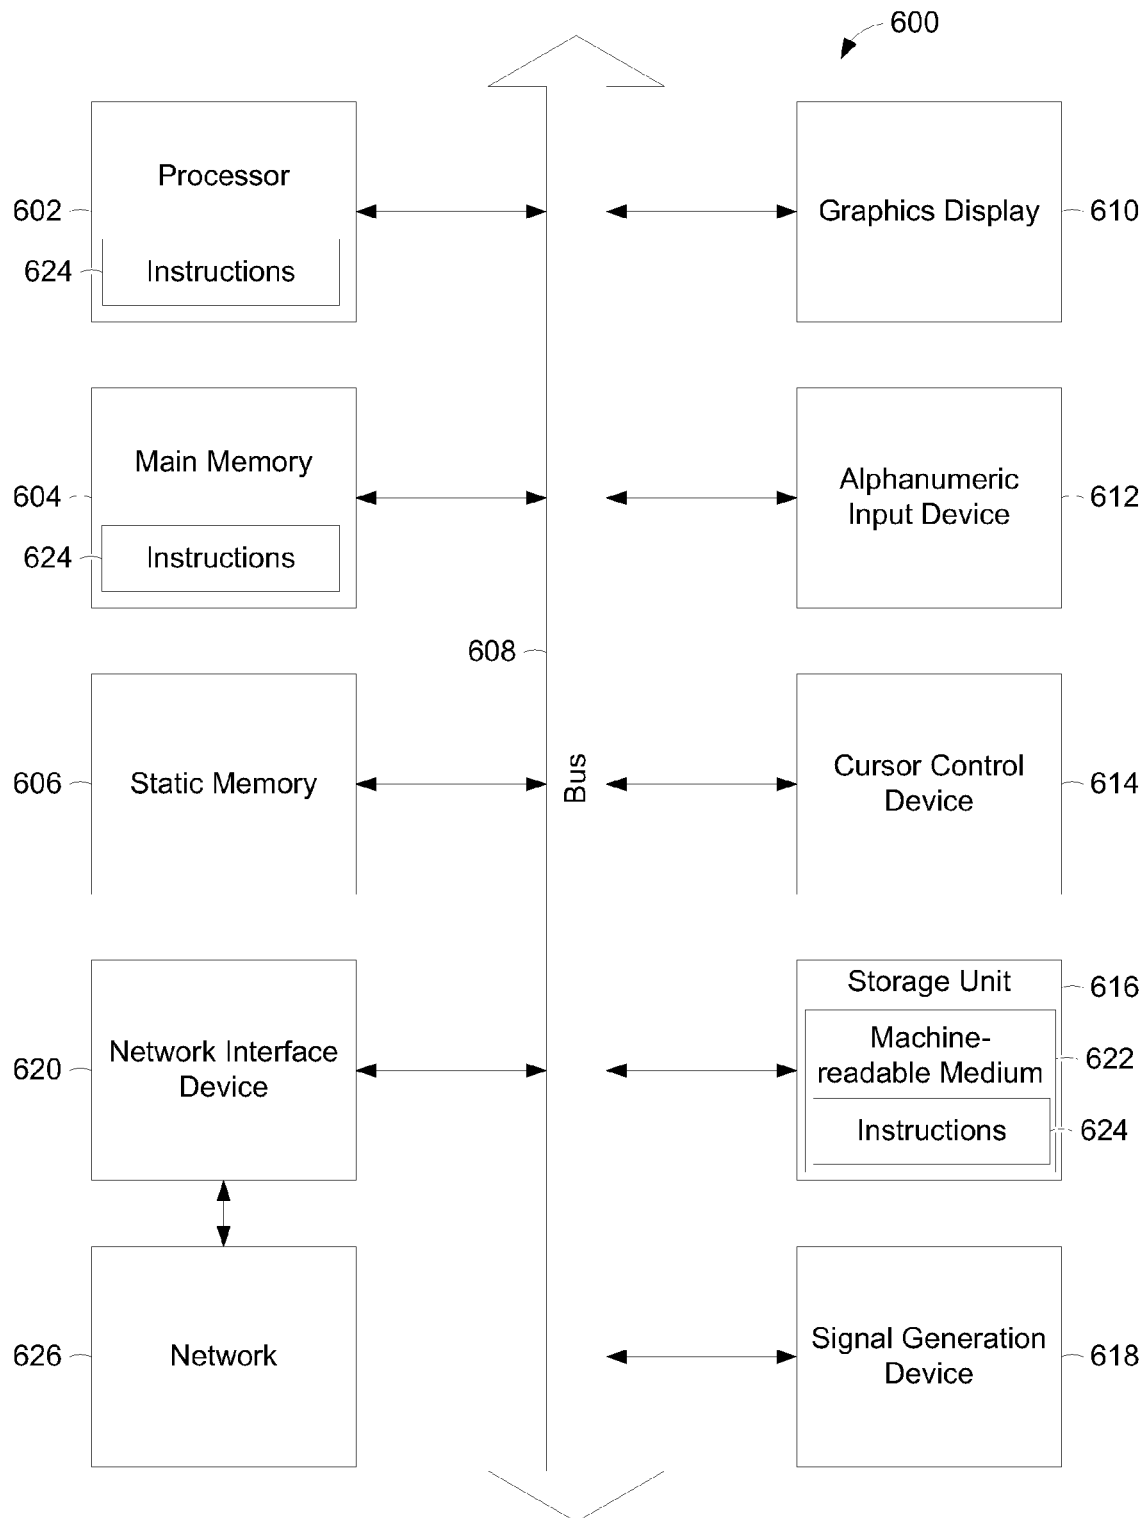 600
Processor
602
624
Instructions
Graphics Display
610
Main Memory
604
624
Instructions
Alphanumeric
Input Device
612
608
Bus
606
Static Memory
Cursor Control
Device
614
620
Network Interface
Device
Storage Unit
616
Machine-
readable Medium
622
Instructions
624
626
Network
Signal Generation
Device
618